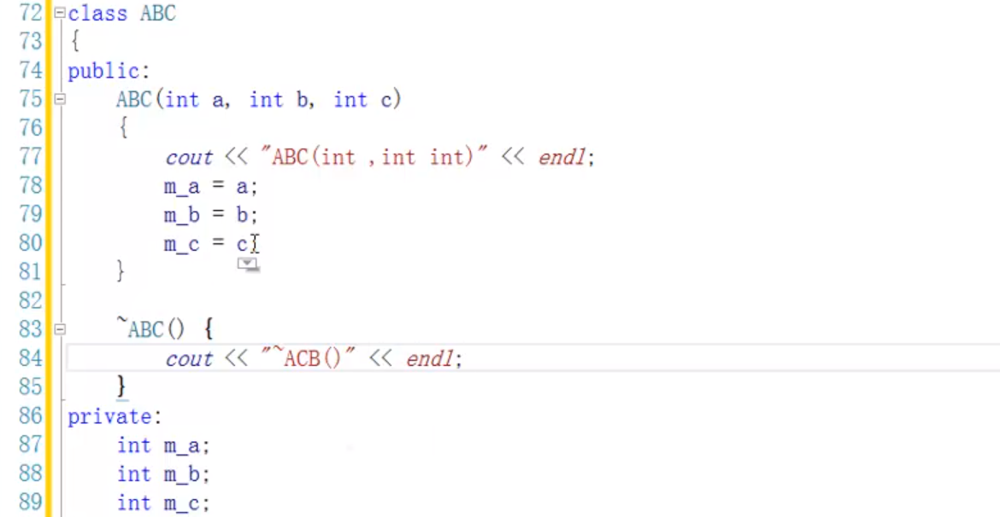 72 class ABC
73 {
74 public:
75 ABC(int a, int b, int c)
76 {
77 cout << "ABC(int ,int int)" << endl;
78 m_a = a;
79 m_b = b;
80 m_c = c
81 }
82
83 ~ABC() {
84 cout << "~ACB()" << endl;
85 }
86 private:
87 int m_a;
88 int m_b;
89 int m_c;